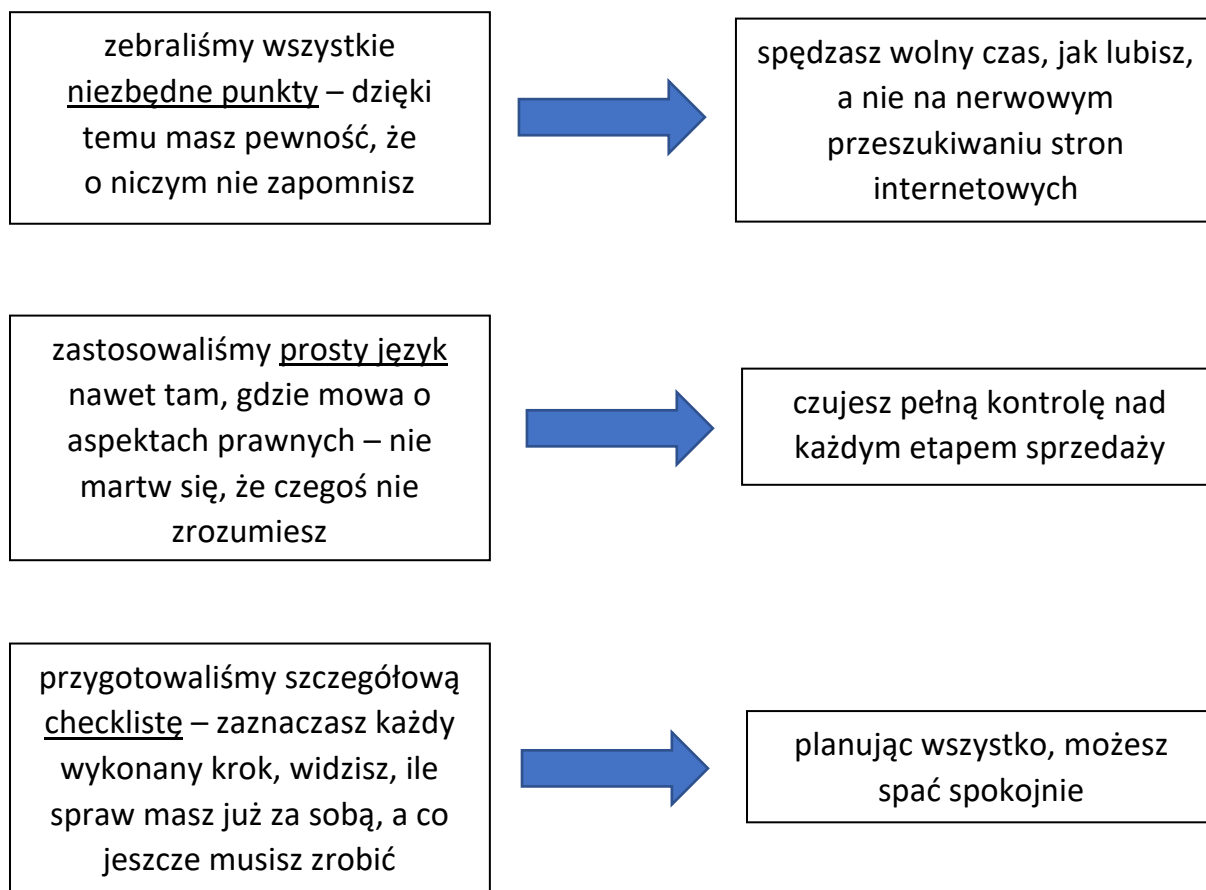 zebraliśmy wszystkie
niezbędne punkty – dzięki
temu masz pewność, że
o niczym nie zapomnisz
spędzasz wolny czas, jak lubisz,
a nie na nerwowym
przeszukiwaniu stron
internetowych
zastosowaliśmy prosty język
nawet tam, gdzie mowa o
aspektach prawnych – nie
martw się, że czegoś nie
zrozumiesz
czujesz pełną kontrolę nad
każdym etapem sprzedaży
przygotowaliśmy szczegółową
checklistę – zaznaczasz każdy
wykonany krok, widzisz, ile
spraw masz już za sobą, a co
jeszcze musisz zrobić
planując wszystko, możesz
spać spokojnie